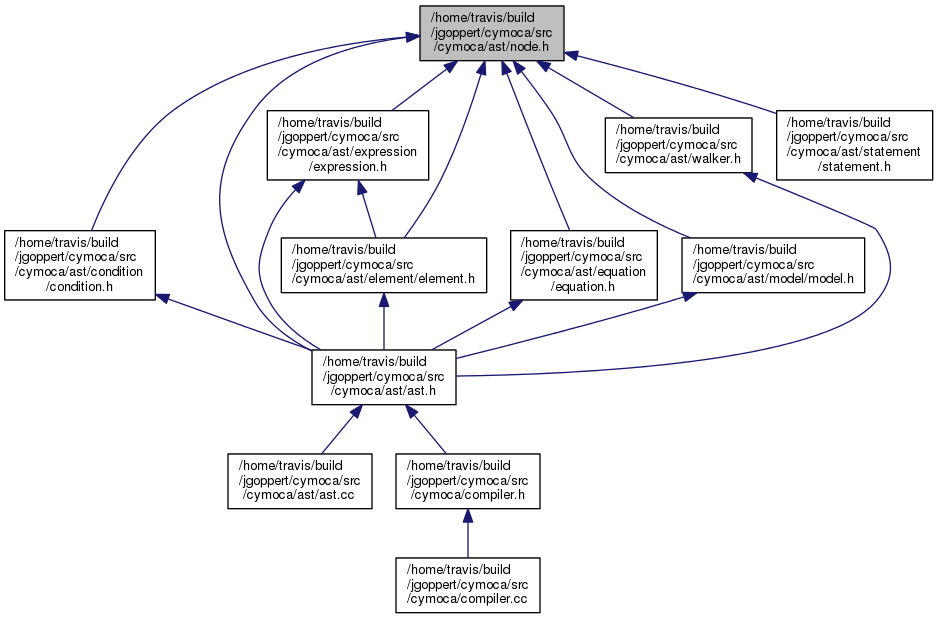 /home/travis/build
/jgoppert/cymoca/src
/cymoca/ast/node.h
/home/travis/build
/jgoppert/cymoca/src
/cymoca/ast/expression
/expression.h
/home/travis/build
/jgoppert/cymoca/src
/cymoca/ast/walker.h
/home/travis/build
/jgoppert/cymoca/src
/cymoca/ast/statement
/statement.h
/home/travis/build
/jgoppert/cymoca/src
/cymoca/ast/condition
/condition.h
/home/travis/build
/jgoppert/cymoca/src
/cymoca/ast/element/element.h
/home/travis/build
/jgoppert/cymoca/src
/cymoca/ast/equation
/equation.h
/home/travis/build
/jgoppert/cymoca/src
/cymoca/ast/model/model.h
/home/travis/build
/jgoppert/cymoca/src
/cymoca/ast/ast.h
/home/travis/build
/jgoppert/cymoca/src
/cymoca/ast/ast.cc
/home/travis/build
/jgoppert/cymoca/src
/cymoca/compiler.h
/home/travis/build
/jgoppert/cymoca/src
/cymoca/compiler.cc